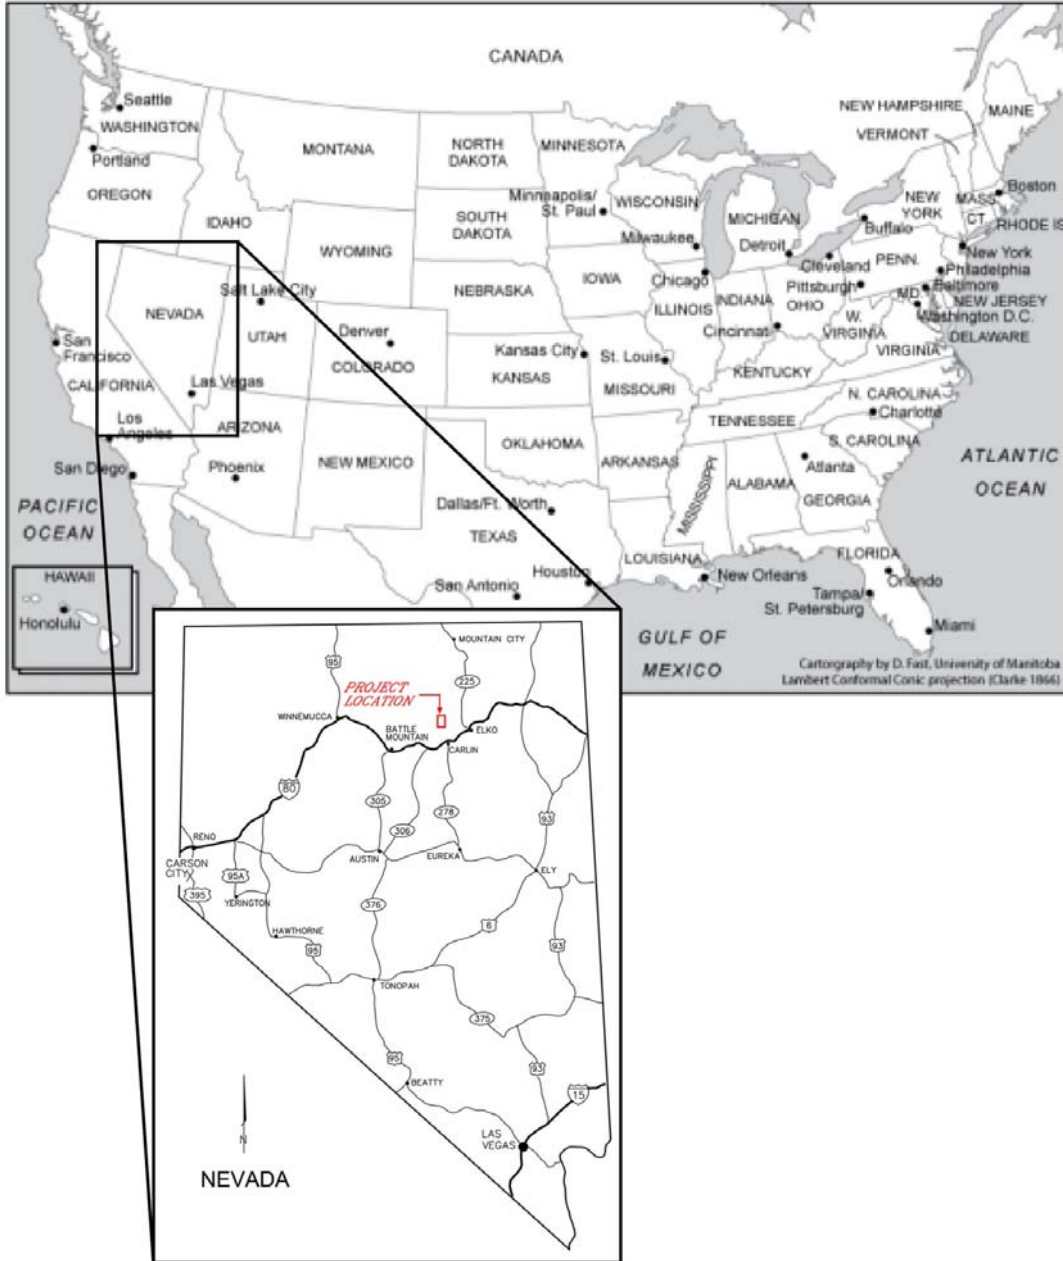 CANADA
Seattle
WASHINGTON
Portland
OREGON
IDAHO
MONTANA
NORTH
DAKOTA
SOUTH
DAKOTA
MINNESOTA
Minneapolis/
St. Paul
WISCONSIN
Milwaukee
MICHIGAN
Detroit
NEW HAMPSHIRE
VERMONT
MAINE
Boston
MASS
CT.
RHODE IS
NEW
YORK
Buffalo
New York
Philadelphia
Baltimore
NEW JERSEY
Washington D.C.
DELAWARE
MD.
PENN.
Pittsburgh
Cleveland
OHIO
Cincinnat
INDIANA
Chicago
ILLINOIS
IOWA
NEBRASKA
WYOMING
Salt Lake City
NEVADA
UTAH
Denver
COLORADO
Kansas City
KANSAS
St. Louis
MISSOURI
KENTUCKY
W.
VIRGINIA
VIRGINIA
San
Francisco
CALIFORNIA
Las Vegas
Los
Angeles
San Diego
ARIZONA
Phoenix
NEW MEXICO
OKLAHOMA
ARKANSAS
TENNESSEE
N. CAROLINA
Charlotte
S. CAROLINA
Atlanta
GEORGIA
ALABAMA
MISSISSIPPI
Dallas/Ft. Worth
TEXAS
San Antonio
Houston
LOUISIANA
New Orleans
FLORIDA
Orlando
Tampa/
St. Petersburg
Miami
PACIFIC
OCEAN
ATLANTIC
OCEAN
GULF OF
MEXICO
HAWAII
Honolulu
Cartorgraphy by D. Fast, University of Manitoba
Lambert Conformal Conic projection (Clarke 1866)
MOUNTAIN CITY
95
225
PROJECT
LOCATION
WINNEMUCCA
BATTLE
MOUNTAIN
ELKO
CARLIN
80
305
306
278
93
RENO
CARSON
CITY
AUSTIN
EUREKA
ELY
95A
395
YERINGTON
376
6
HAWTHORNE
95
93
TONOPAH
375
95
93
BEATTY
15
LAS
VEGAS
N
NEVADA